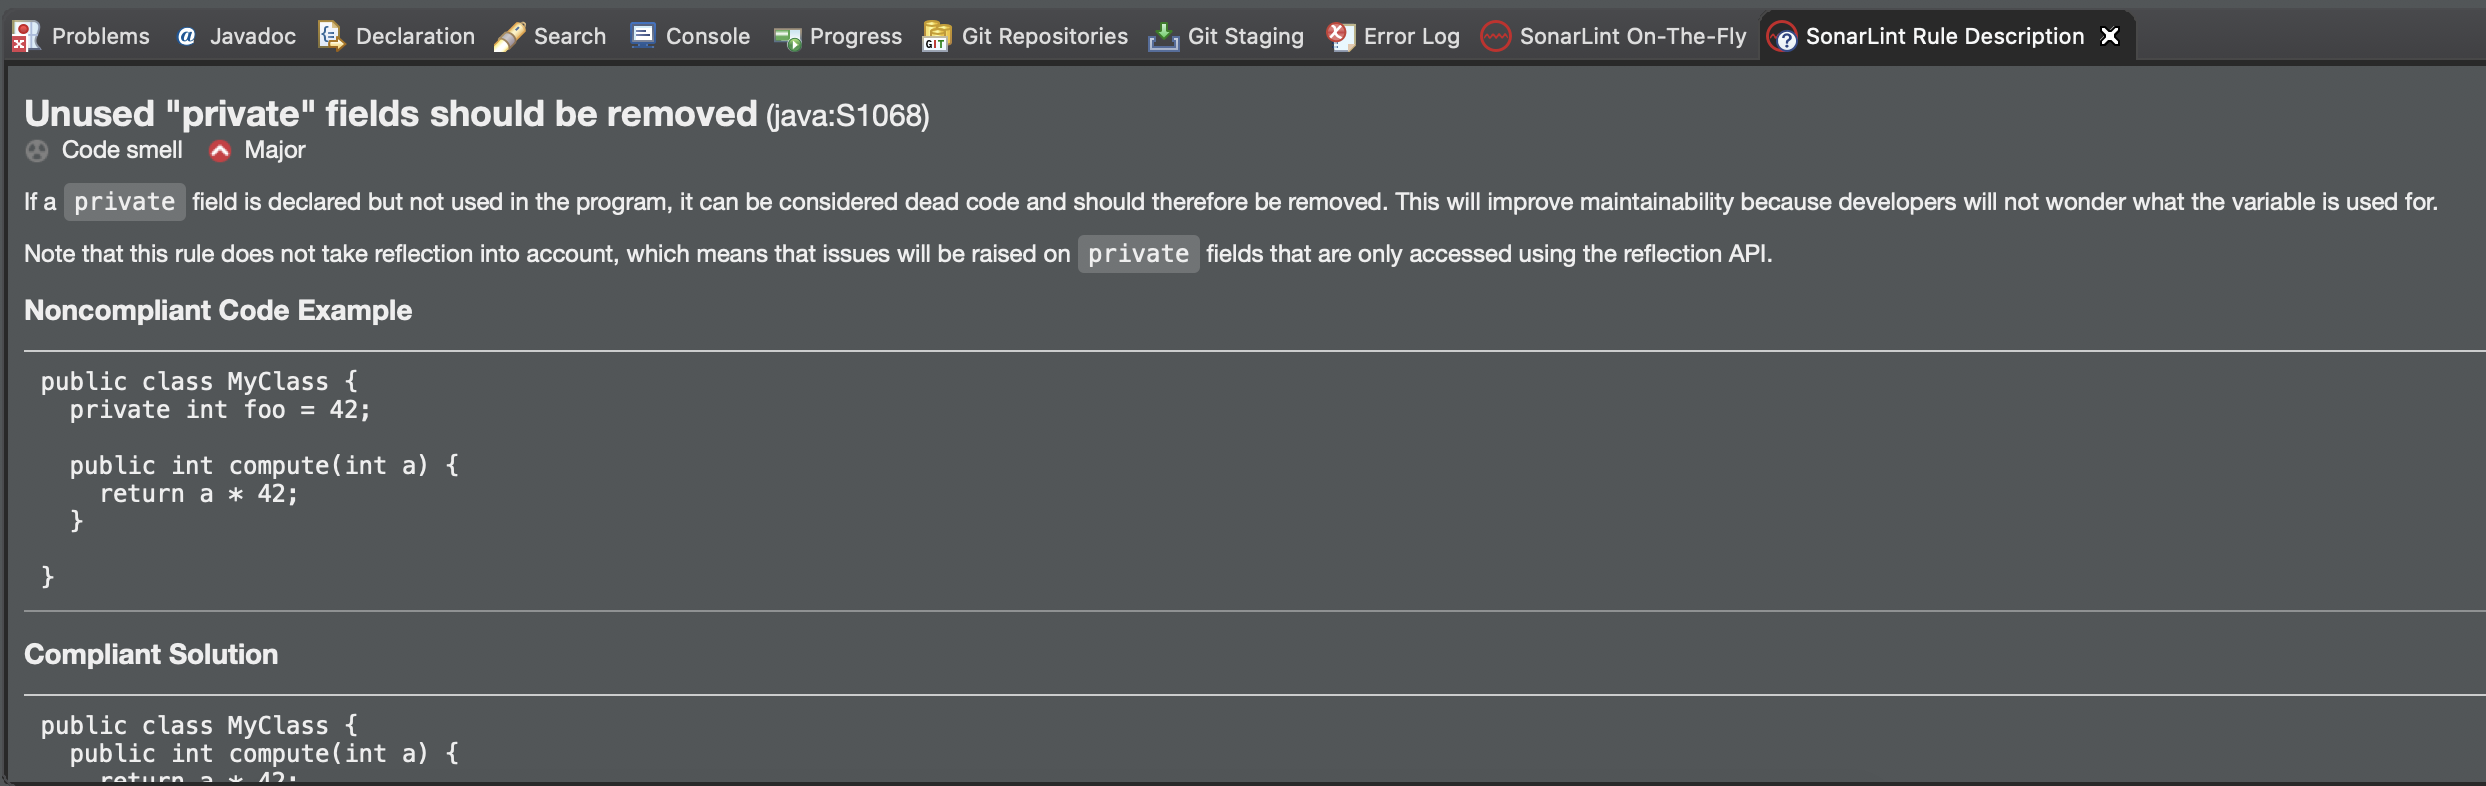 Problems @ Javadoc Declaration Search Console Progress GIT Git Repositories Git Staging Error Log SonarLint On-The-Fly SonarLint Rule Description
Unused "private" fields should be removed (java:S1068)
Code smell Major
If a private field is declared but not used in the program, it can be considered dead code and should therefore be removed. This will improve maintainability because developers will not wonder what the variable is used for.
Note that this rule does not take reflection into account, which means that issues will be raised on private fields that are only accessed using the reflection API.
Noncompliant Code Example
public class MyClass {
private int foo = 42;
public int compute(int a) {
return a * 42;
}
}
Compliant Solution
public class MyClass {
public int compute(int a) {
return a * 42;